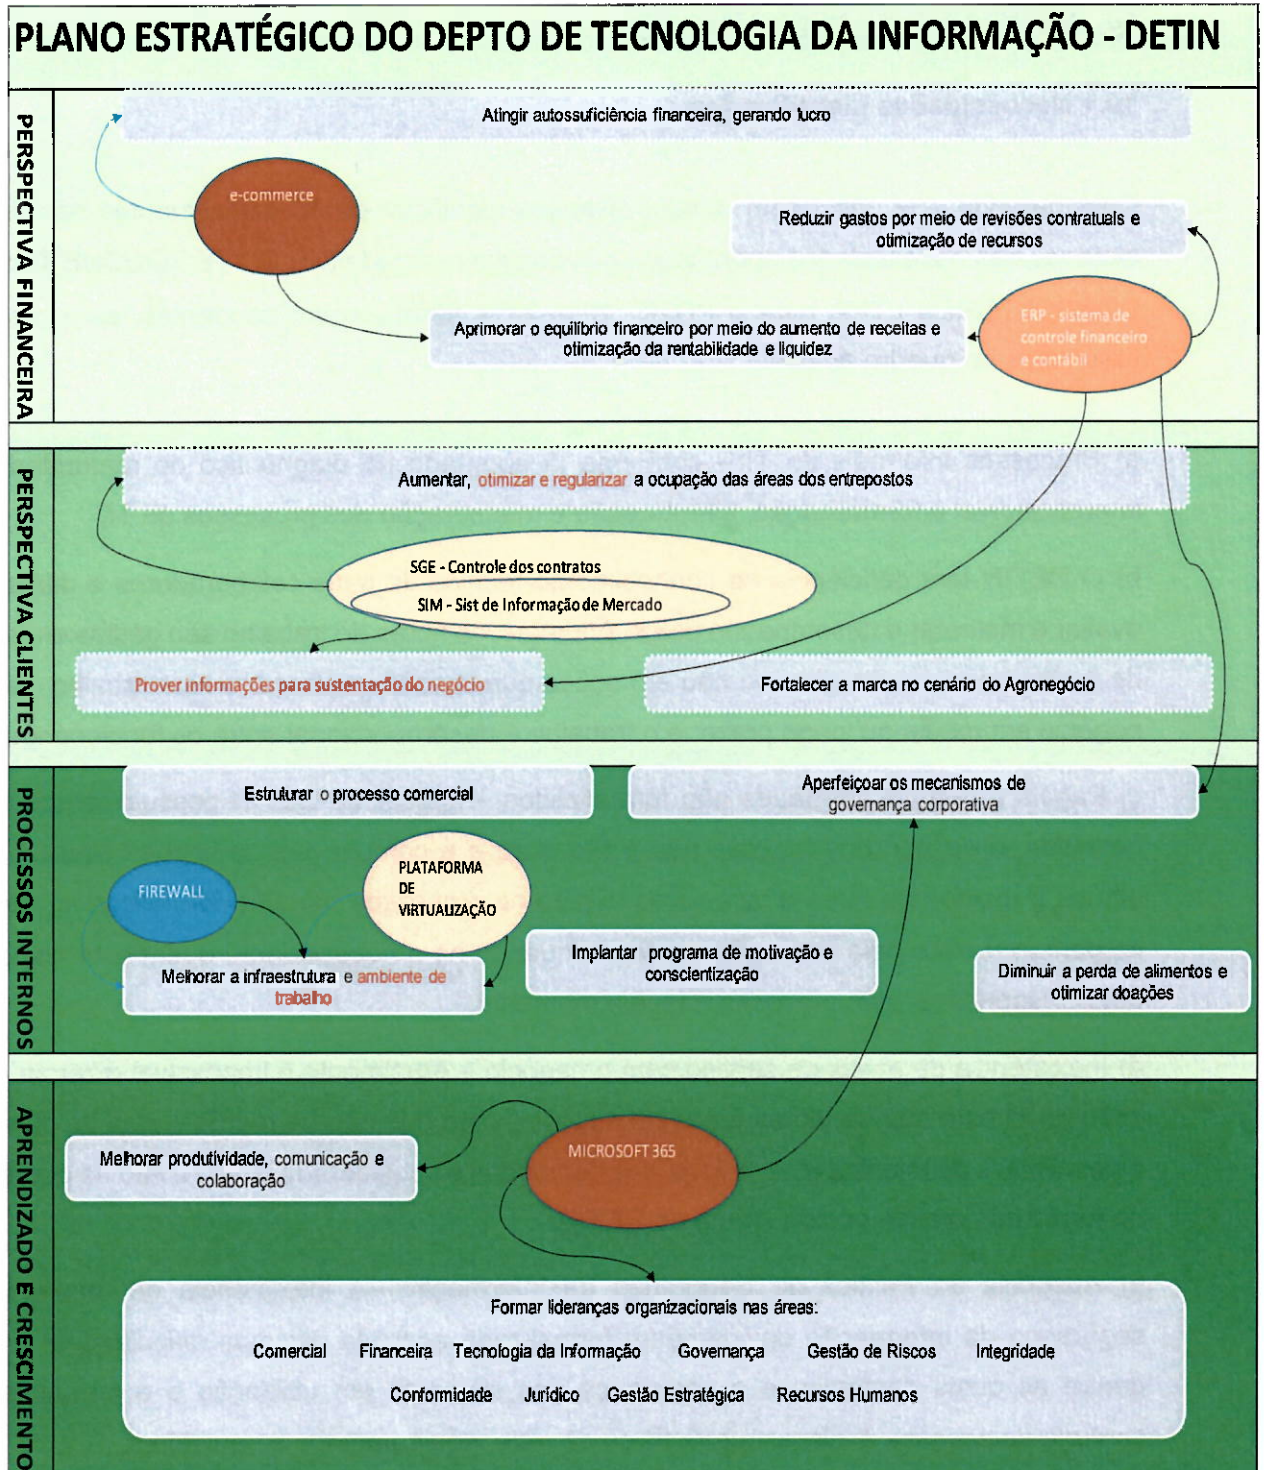 PLANO ESTRATÉGICO DO DEPTO DE TECNOLOGIA DA INFORMAÇÃO - DETIN
PERSPECTIVA FINANCEIRA
Atingir autossuficiência financeira, gerando lucro
e-commerce
Reduzir gastos por meio de revisões contratuais e
otimização de recursos
Aprimorar o equilíbrio financeiro por meio do aumento de receitas e
otimização da rentabilidade e liquidez
ERP - sistema de
controle financeiro
e contábil
PERSPECTIVA CLIENTES
Aumentar, otimizar e regularizar a ocupação das áreas dos entrepostos
SGE - Controle dos contratos
SIM - Sist de Informação de Mercado
Prover informações para sustentação do negócio
Fortalecer a marca no cenário do Agronegócio
PROCESSOS INTERNOS
Estruturar o processo comercial
Aperfeiçoar os mecanismos de
governança corporativa
FIREWALL
PLATAFORMA
DE
VIRTUALIZAÇÃO
Melhorar a infraestrutura e ambiente de
trabalho
Implantar programa de motivação e
conscientização
Diminuir a perda de alimentos e
otimizar doações
APRENDIZADO E CRESCIMENTO
Melhorar produtividade, comunicação e
colaboração
MICROSOFT 365
Formar lideranças organizacionais nas áreas:
Comercial Financeira Tecnologia da Informação Governança Gestão de Riscos Integridade
Conformidade Jurídico Gestão Estratégica Recursos Humanos